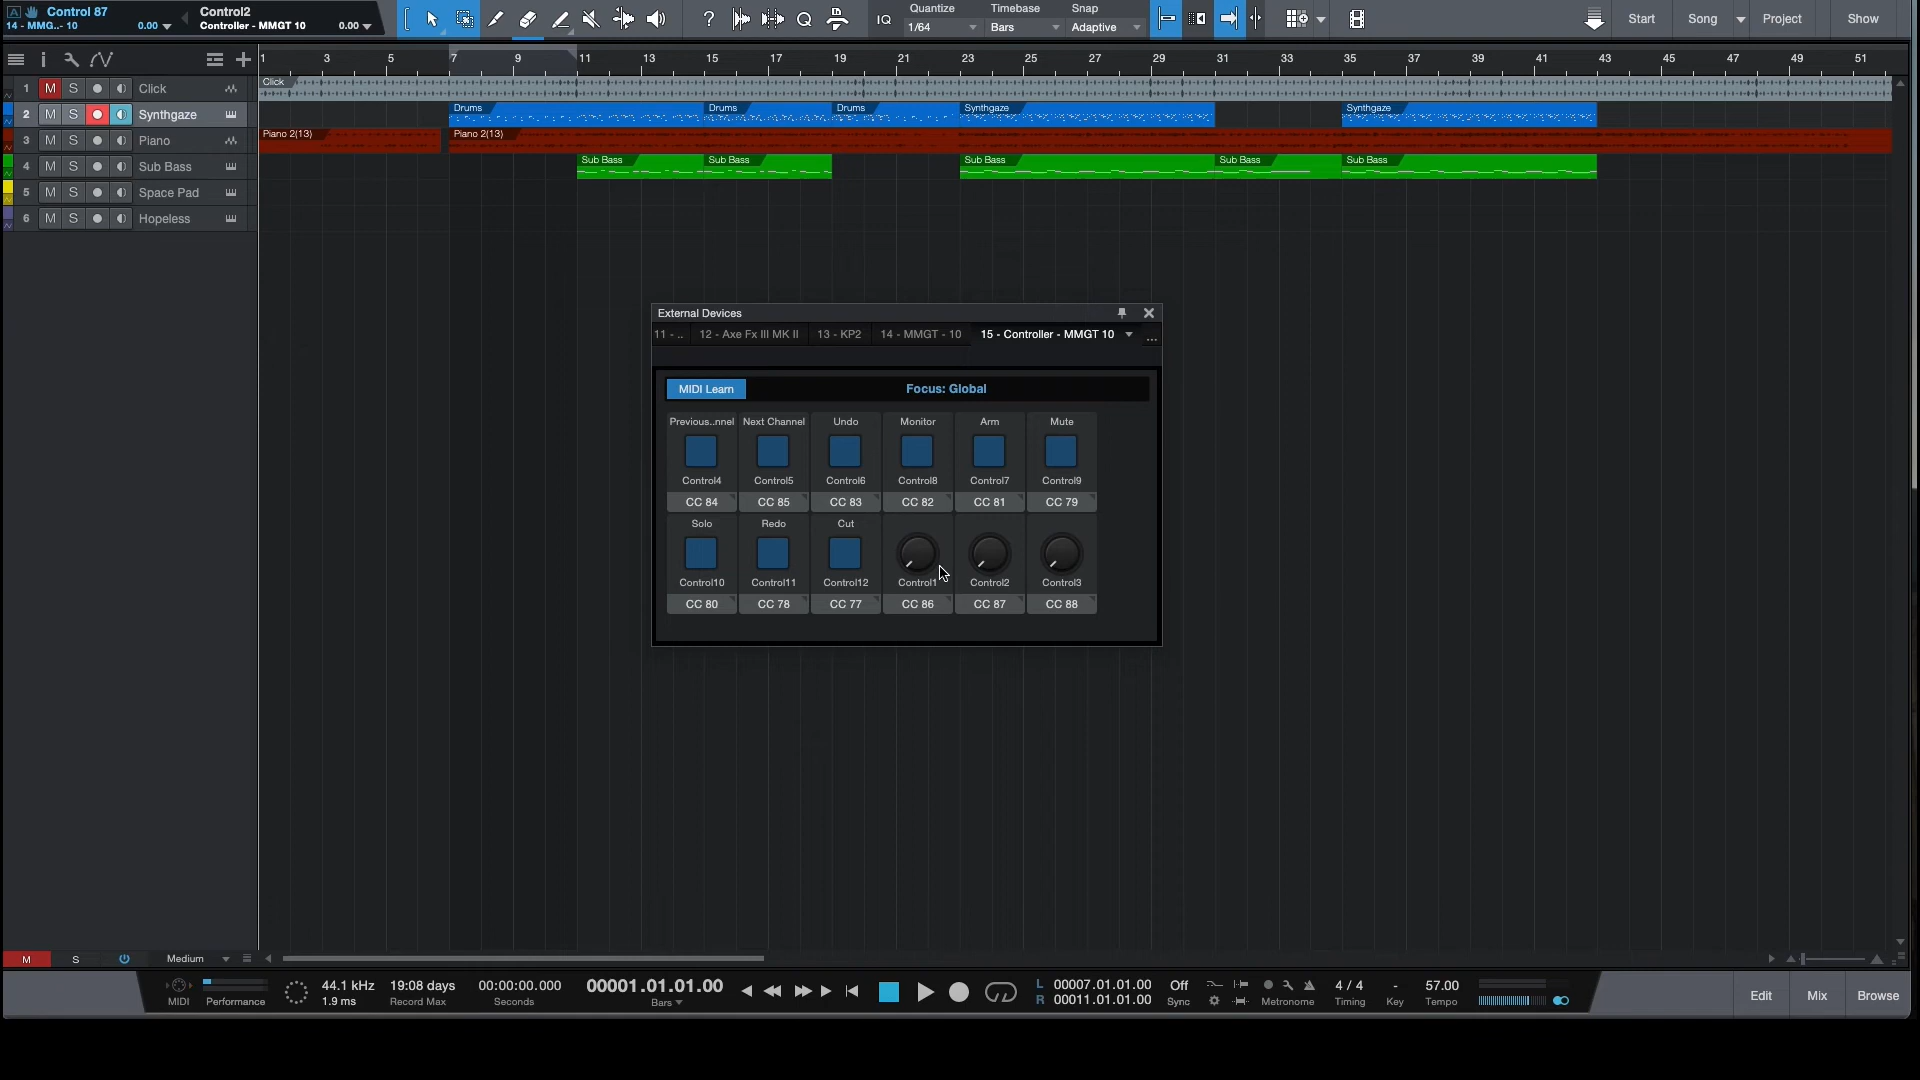 Control 87
Control2
14 - MMG..- 10
0.00
Controller - MMGT 10
0.00
IQ
Quantize
1/64
Timebase
Bars
Snap
Adaptive
Start
Song
Project
Show
1 3 5 7 9 11 13 15 17 19 21 23 25 27 29 31 33 35 37 39 41 43 45 47 49 51
1 M S Click
Click
2 M S Synthgaze
Drums Drums Drums Synthgaze Synthgaze
3 M S Piano
Piano 2(13) Piano 2(13)
4 M S Sub Bass
Sub Bass Sub Bass Sub Bass Sub Bass Sub Bass
5 M S Space Pad
6 M S Hopeless
External Devices
11 - .. 12 - Axe Fx III MK II 13 - KP2 14 - MMGT - 10 15 - Controller - MMGT 10 ...
MIDI Learn
Focus: Global
Previous..nnel Next Channel Undo Monitor Arm Mute
Control4 Control5 Control6 Control8 Control7 Control9
CC 84 CC 85 CC 83 CC 82 CC 81 CC 79
Solo Redo Cut
Control10 Control11 Control12 Control1 Control2 Control3
CC 80 CC 78 CC 77 CC 86 CC 87 CC 88
M S Medium
MIDI
Performance
44.1 kHz
1.9 ms
19:08 days
Record Max
00:00:00.000
Seconds
00001.01.01.00
Bars
L 00007.01.01.00
R 00011.01.01.00
Off
Sync
Metronome
4 / 4
Timing
-
Key
57.00
Tempo
Edit
Mix
Browse